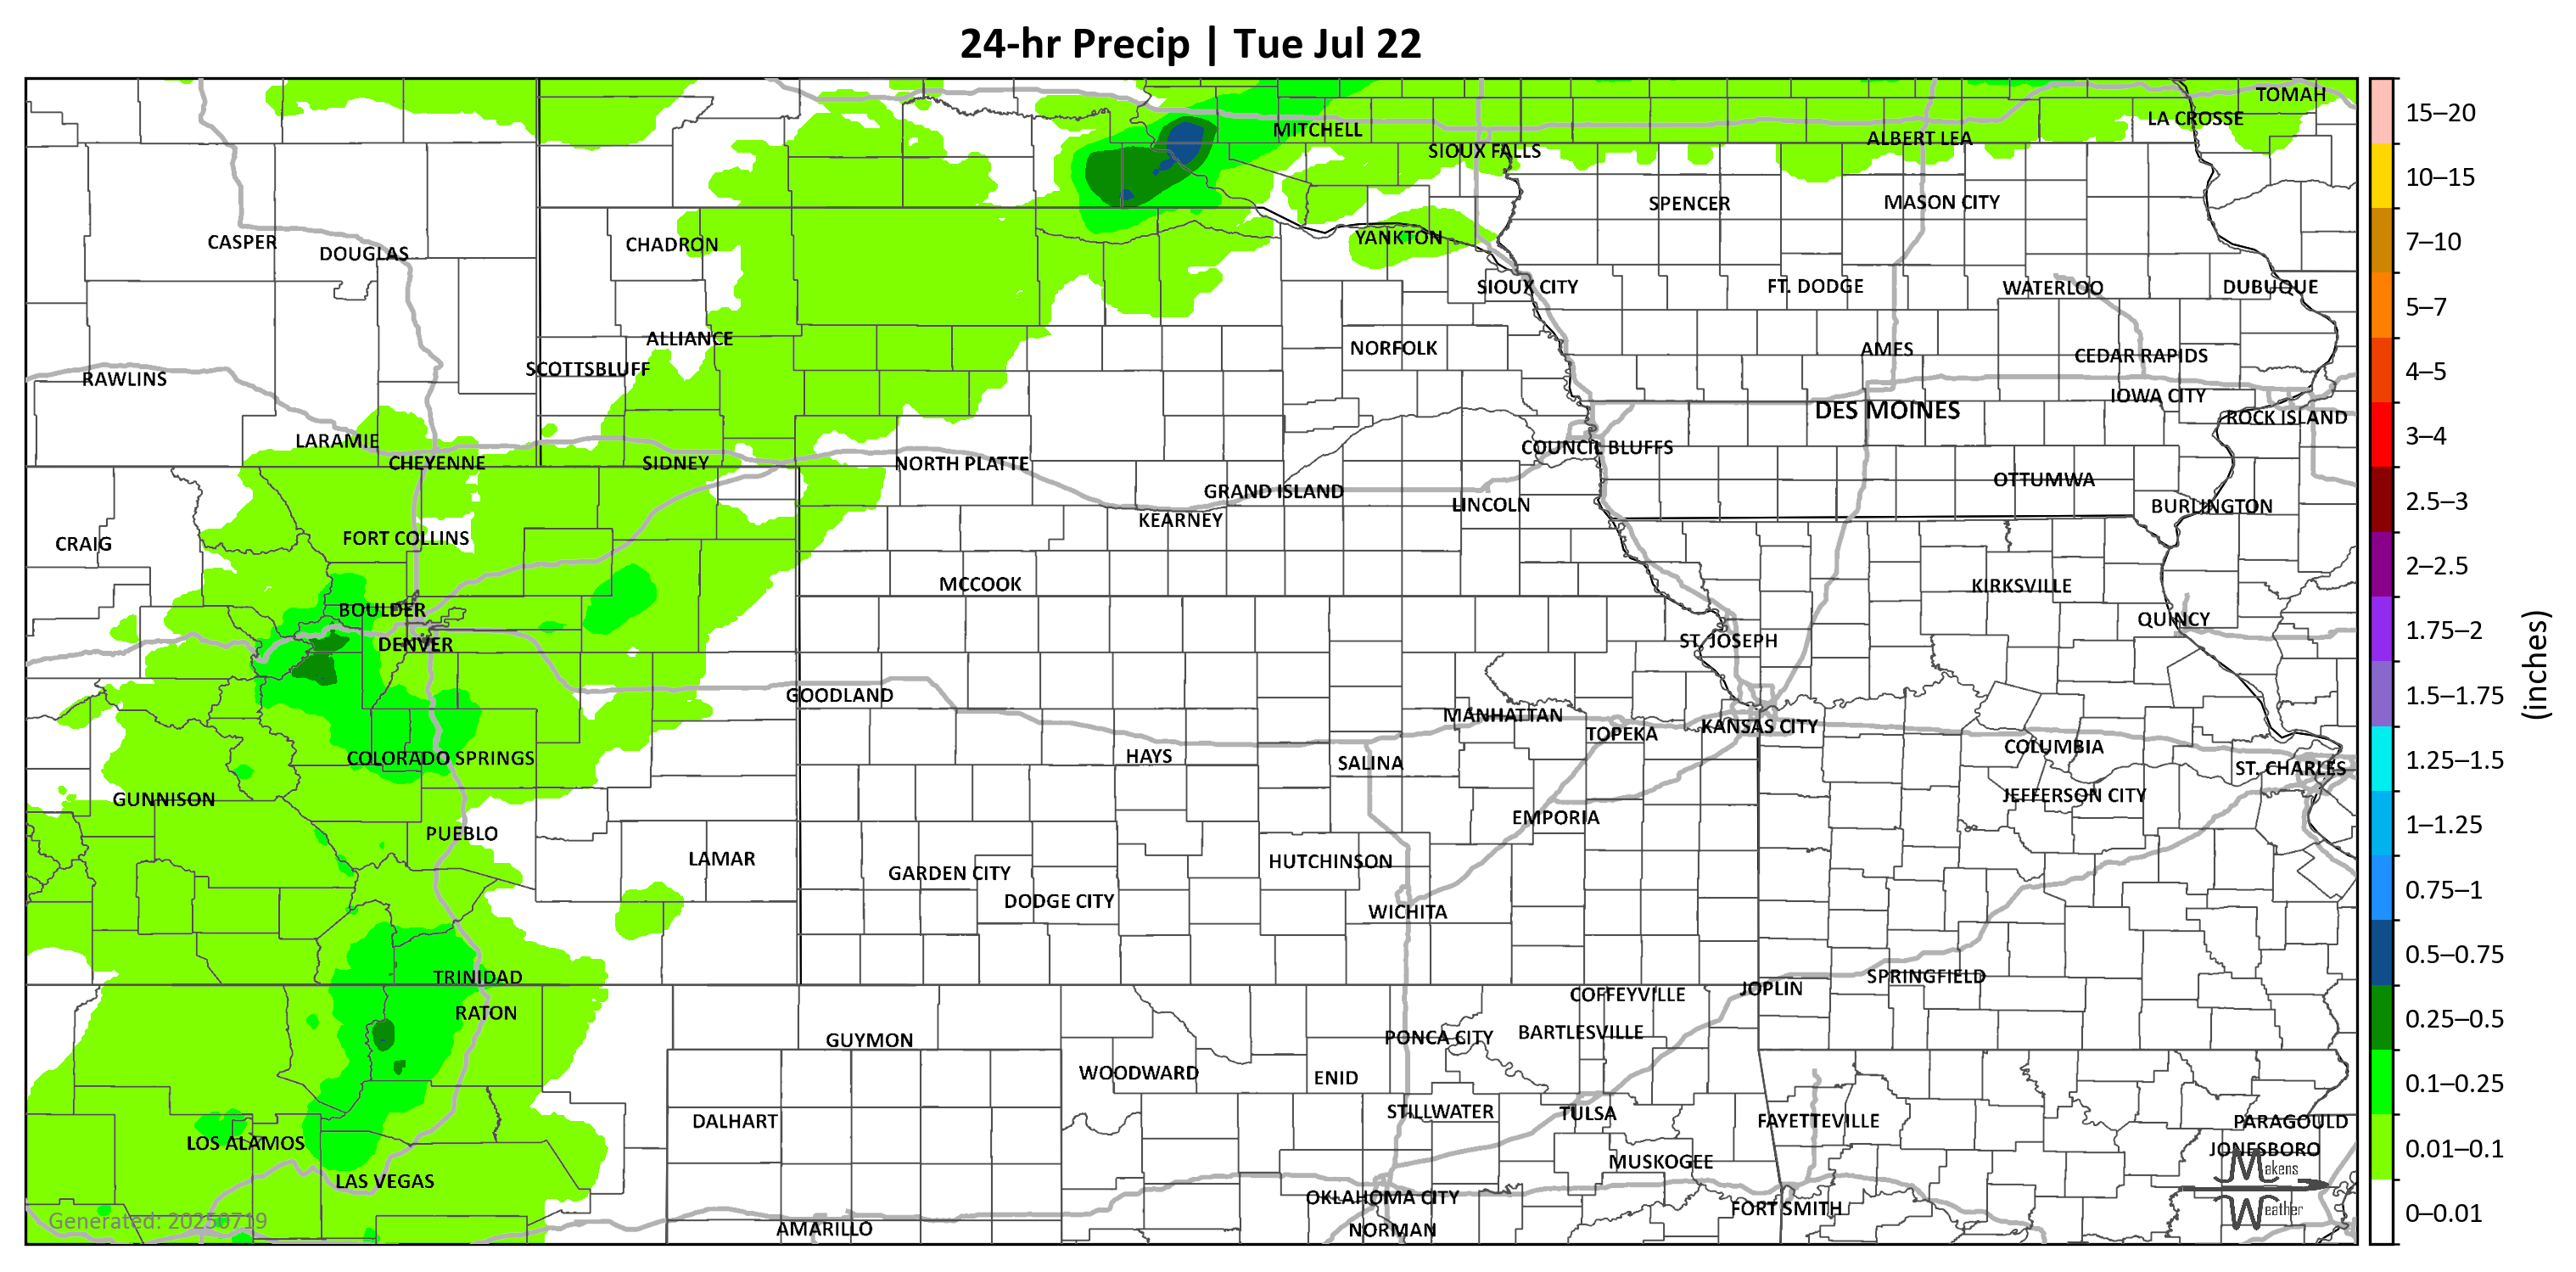 24-hr Precip | Tue Jul 22
TOMAH
LA CROSSE
MITCHELL
ALBERT LEA
SIOUX FALLS
SPENCER
MASON CITY
CASPER
DOUGLAS
CHADRON
YANKTON
SIOUX CITY
FT. DODGE
WATERLOO
DUBUQUE
ALLIANCE
NORFOLK
AMES
CEDAR RAPIDS
SCOTTSBLUFF
RAWLINS
IOWA CITY
DES MOINES
ROCK ISLAND
LARAMIE
COUNCIL BLUFFS
CHEYENNE
SIDNEY
NORTH PLATTE
OTTUMWA
GRAND ISLAND
LINCOLN
BURLINGTON
KEARNEY
CRAIG
FORT COLLINS
MCCOOK
KIRKSVILLE
BOULDER
QUINCY
DENVER
ST. JOSEPH
GOODLAND
MANHATTAN
TOPEKA
KANSAS CITY
COLUMBIA
COLORADO SPRINGS
HAYS
SALINA
ST. CHARLES
GUNNISON
JEFFERSON CITY
EMPORIA
PUEBLO
LAMAR
HUTCHINSON
GARDEN CITY
DODGE CITY
WICHITA
TRINIDAD
SPRINGFIELD
JOPLIN
COFFEYVILLE
RATON
GUYMON
PONCA CITY
BARTLESVILLE
WOODWARD
ENID
STILLWATER
TULSA
DALHART
FAYETTEVILLE
PARAGOULD
LOS ALAMOS
JONESBORO
MUSKOGEE
LAS VEGAS
OKLAHOMA CITY
FORT SMITH
AMARILLO
NORMAN
Generated: 20250719
Makens
Weather
15–20
10–15
7–10
5–7
4–5
3–4
2.5–3
2–2.5
1.75–2
1.5–1.75
1.25–1.5
1–1.25
0.75–1
0.5–0.75
0.25–0.5
0.1–0.25
0.01–0.1
0–0.01
(inches)